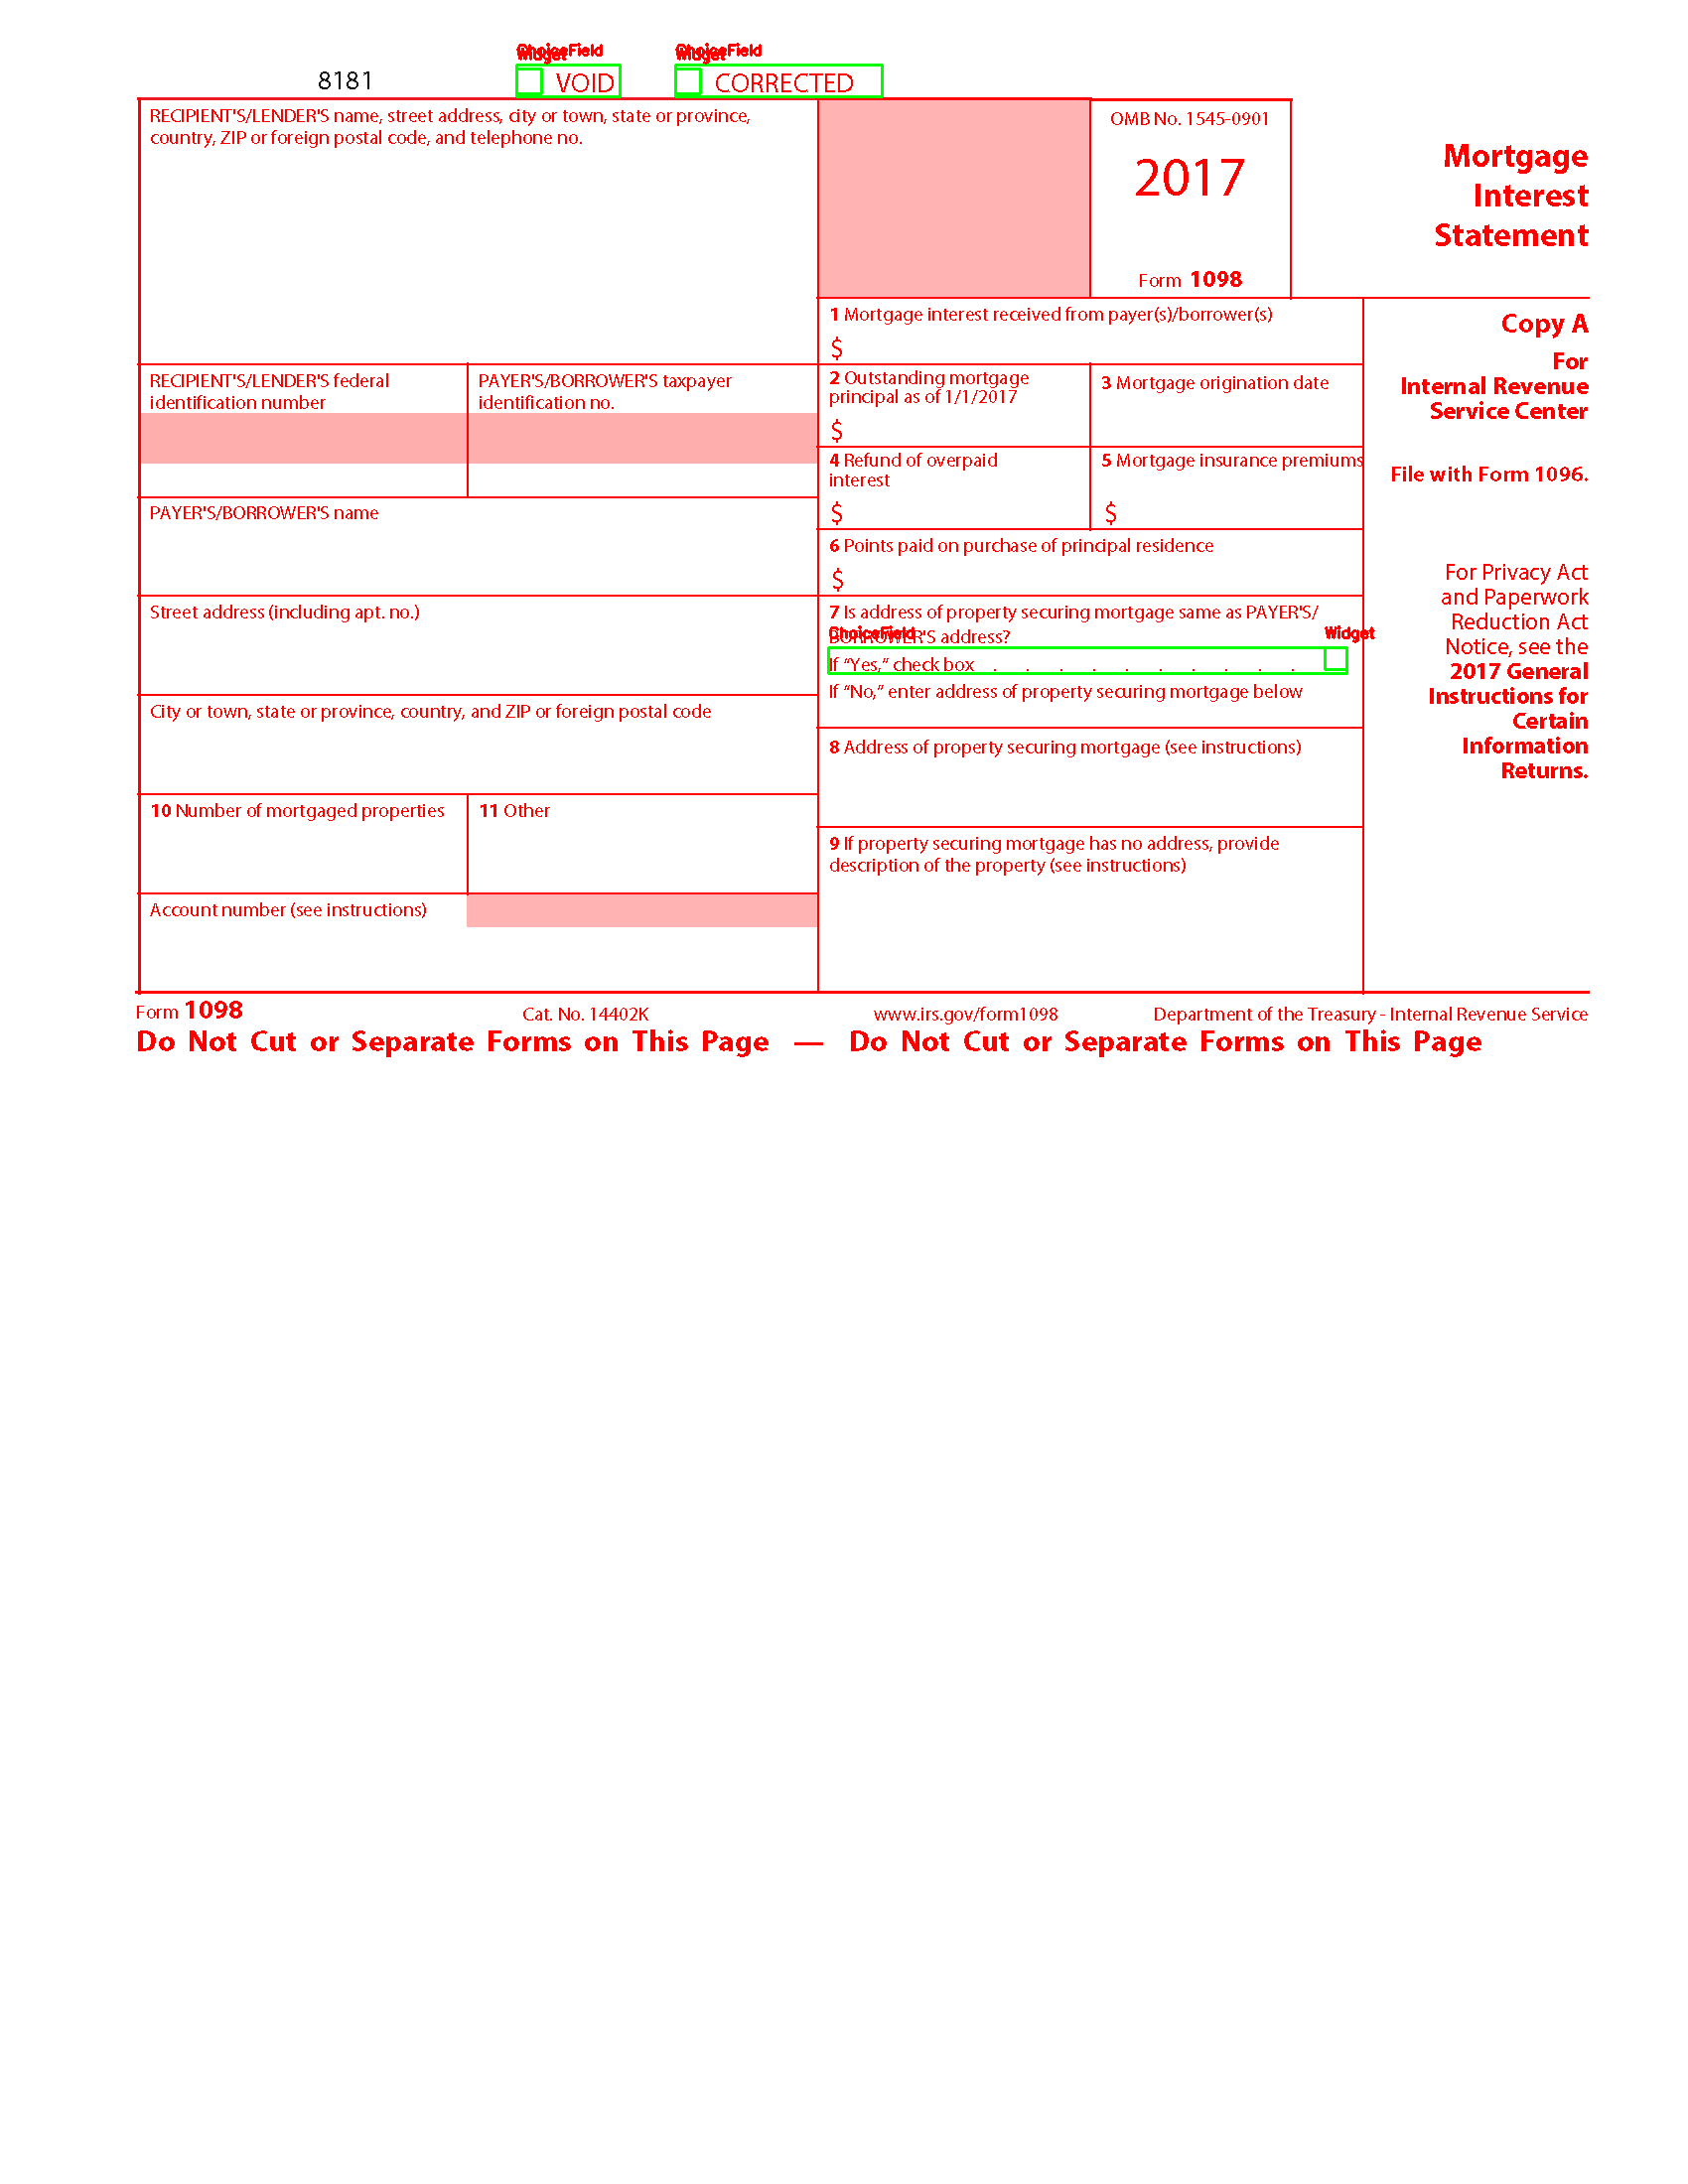 ChoiceField
Widget
ChoiceField
Widget
8181
VOID
CORRECTED
RECIPIENT'S/LENDER'S name, street address, city or town, state or province,
country, ZIP or foreign postal code, and telephone no.
OMB No. 1545-0901
2017
Form 1098
Mortgage
Interest
Statement
1 Mortgage interest received from payer(s)/borrower(s)
$
Copy A
For
Internal Revenue
Service Center
File with Form 1096.
RECIPIENT'S/LENDER'S federal
identification number
PAYER'S/BORROWER'S taxpayer
identification no.
2 Outstanding mortgage
principal as of 1/1/2017
$
3 Mortgage origination date
4 Refund of overpaid
interest
$
5 Mortgage insurance premiums
$
PAYER'S/BORROWER'S name
6 Points paid on purchase of principal residence
$
For Privacy Act
and Paperwork
Reduction Act
Notice, see the
2017 General
Instructions for
Certain
Information
Returns.
Street address (including apt. no.)
7 Is address of property securing mortgage same as PAYER'S/
BORROWER'S address?
ChoiceField
Widget
If “Yes,” check box . . . . . . . . . .
If “No,” enter address of property securing mortgage below
City or town, state or province, country, and ZIP or foreign postal code
8 Address of property securing mortgage (see instructions)
10 Number of mortgaged properties
11 Other
9 If property securing mortgage has no address, provide
description of the property (see instructions)
Account number (see instructions)
Form 1098
Cat. No. 14402K
www.irs.gov/form1098
Department of the Treasury - Internal Revenue Service
Do Not Cut or Separate Forms on This Page — Do Not Cut or Separate Forms on This Page